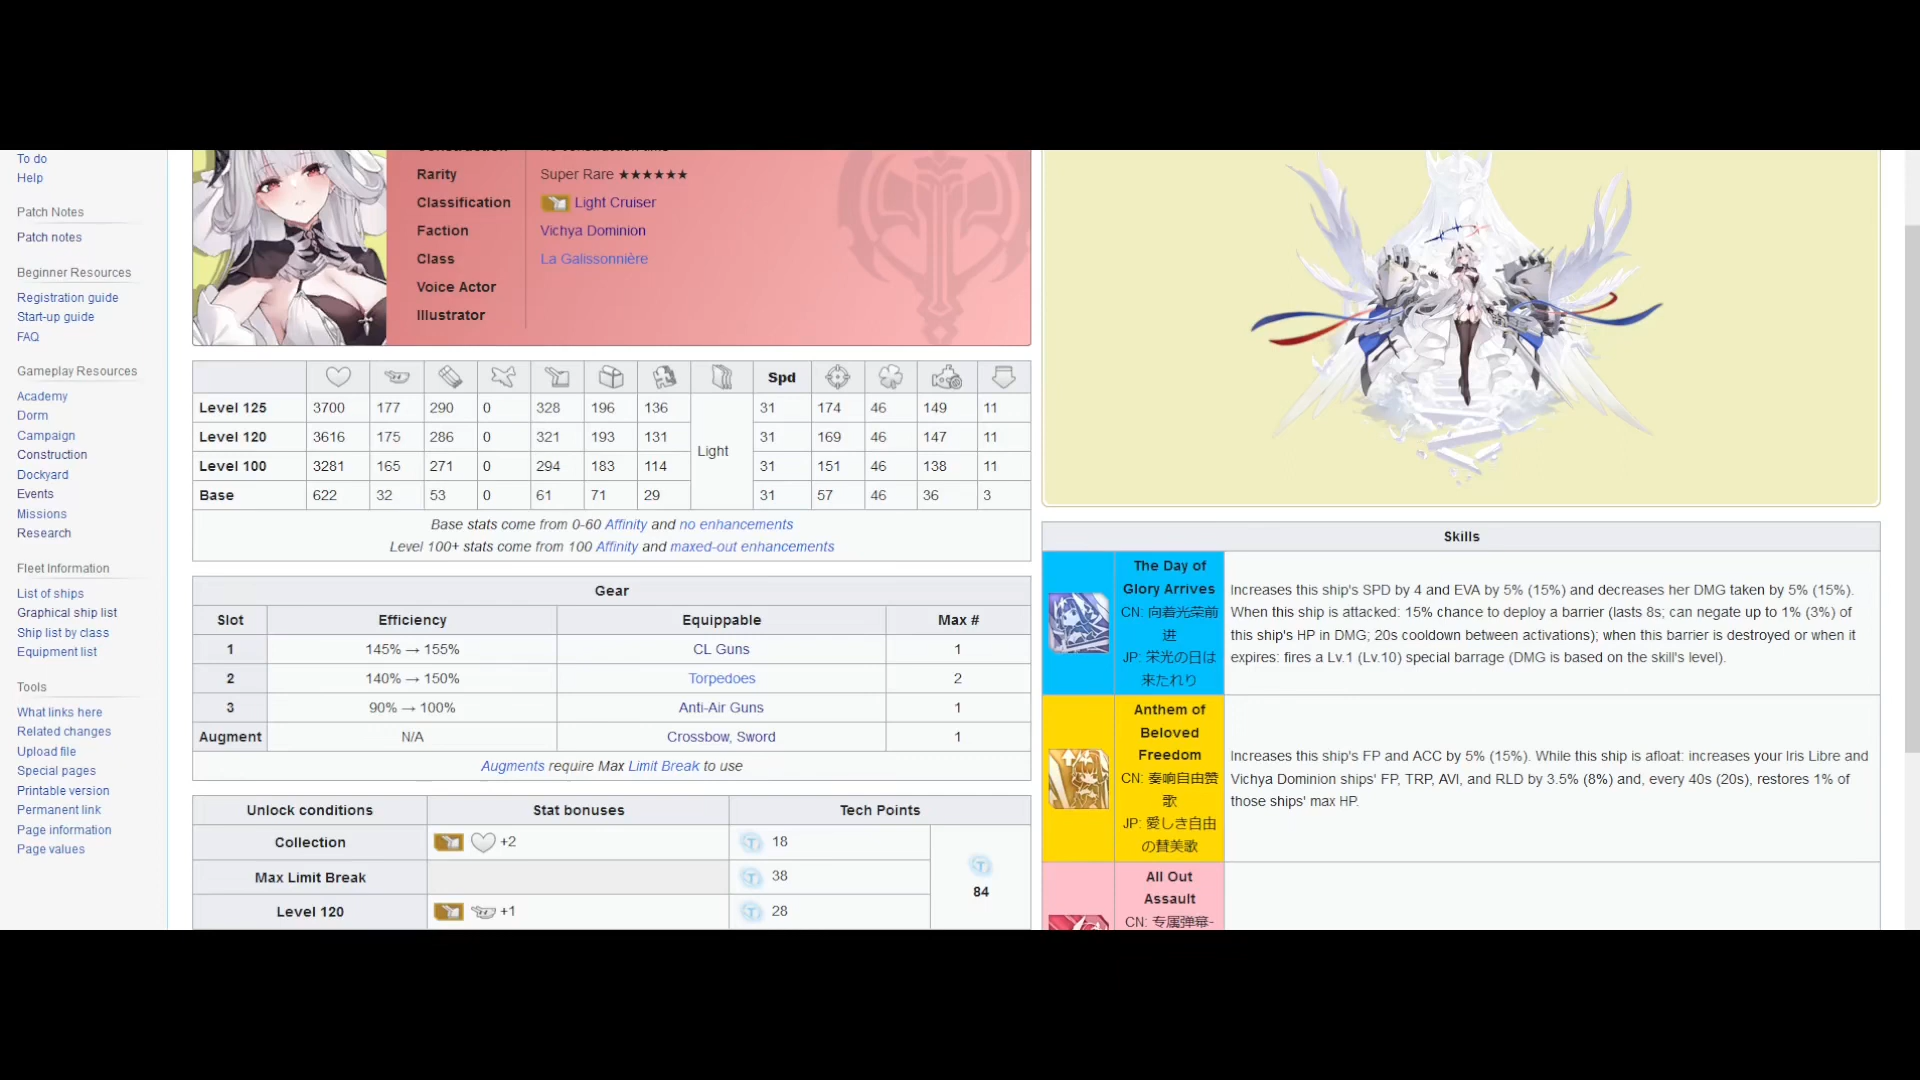 To do
Help
Patch Notes
Patch notes
Beginner Resources
Registration guide
Start-up guide
FAQ
Gameplay Resources
Academy
Dorm
Campaign
Construction
Dockyard
Events
Missions
Research
Fleet Information
List of ships
Graphical ship list
Ship list by class
Equipment list
Tools
What links here
Related changes
Upload file
Special pages
Printable version
Permanent link
Page information
Page values
Rarity Super Rare ★★★★★★
Classification Light Cruiser
Faction Vichya Dominion
Class La Galissonnière
Voice Actor
Illustrator
Spd
Level 125 3700 177 290 0 328 196 136 31 174 46 149 11
Level 120 3616 175 286 0 321 193 131 31 169 46 147 11
Light
Level 100 3281 165 271 0 294 183 114 31 151 46 138 11
Base 622 32 53 0 61 71 29 31 57 46 36 3
Base stats come from 0-60 Affinity and no enhancements
Level 100+ stats come from 100 Affinity and maxed-out enhancements
Gear
Slot Efficiency Equippable Max #
1 145% → 155% CL Guns 1
2 140% → 150% Torpedoes 2
3 90% → 100% Anti-Air Guns 1
Augment N/A Crossbow, Sword 1
Augments require Max Limit Break to use
Unlock conditions Stat bonuses Tech Points
Collection +2 18
Max Limit Break 38
84
Level 120 +1 28
Skills
The Day of
Glory Arrives
CN: 向着光荣前
进
JP: 栄光の日は
来たれり
Increases this ship's SPD by 4 and EVA by 5% (15%) and decreases her DMG taken by 5% (15%).
When this ship is attacked: 15% chance to deploy a barrier (lasts 8s; can negate up to 1% (3%) of
this ship's HP in DMG; 20s cooldown between activations); when this barrier is destroyed or when it
expires: fires a Lv.1 (Lv.10) special barrage (DMG is based on the skill's level).
Anthem of
Beloved
Freedom
CN: 奏响自由赞
歌
JP: 愛しき自由
の賛美歌
Increases this ship's FP and ACC by 5% (15%). While this ship is afloat: increases your Iris Libre and
Vichya Dominion ships' FP, TRP, AVI, and RLD by 3.5% (8%) and, every 40s (20s), restores 1% of
those ships' max HP.
All Out
Assault
CN: 专属弹幕-